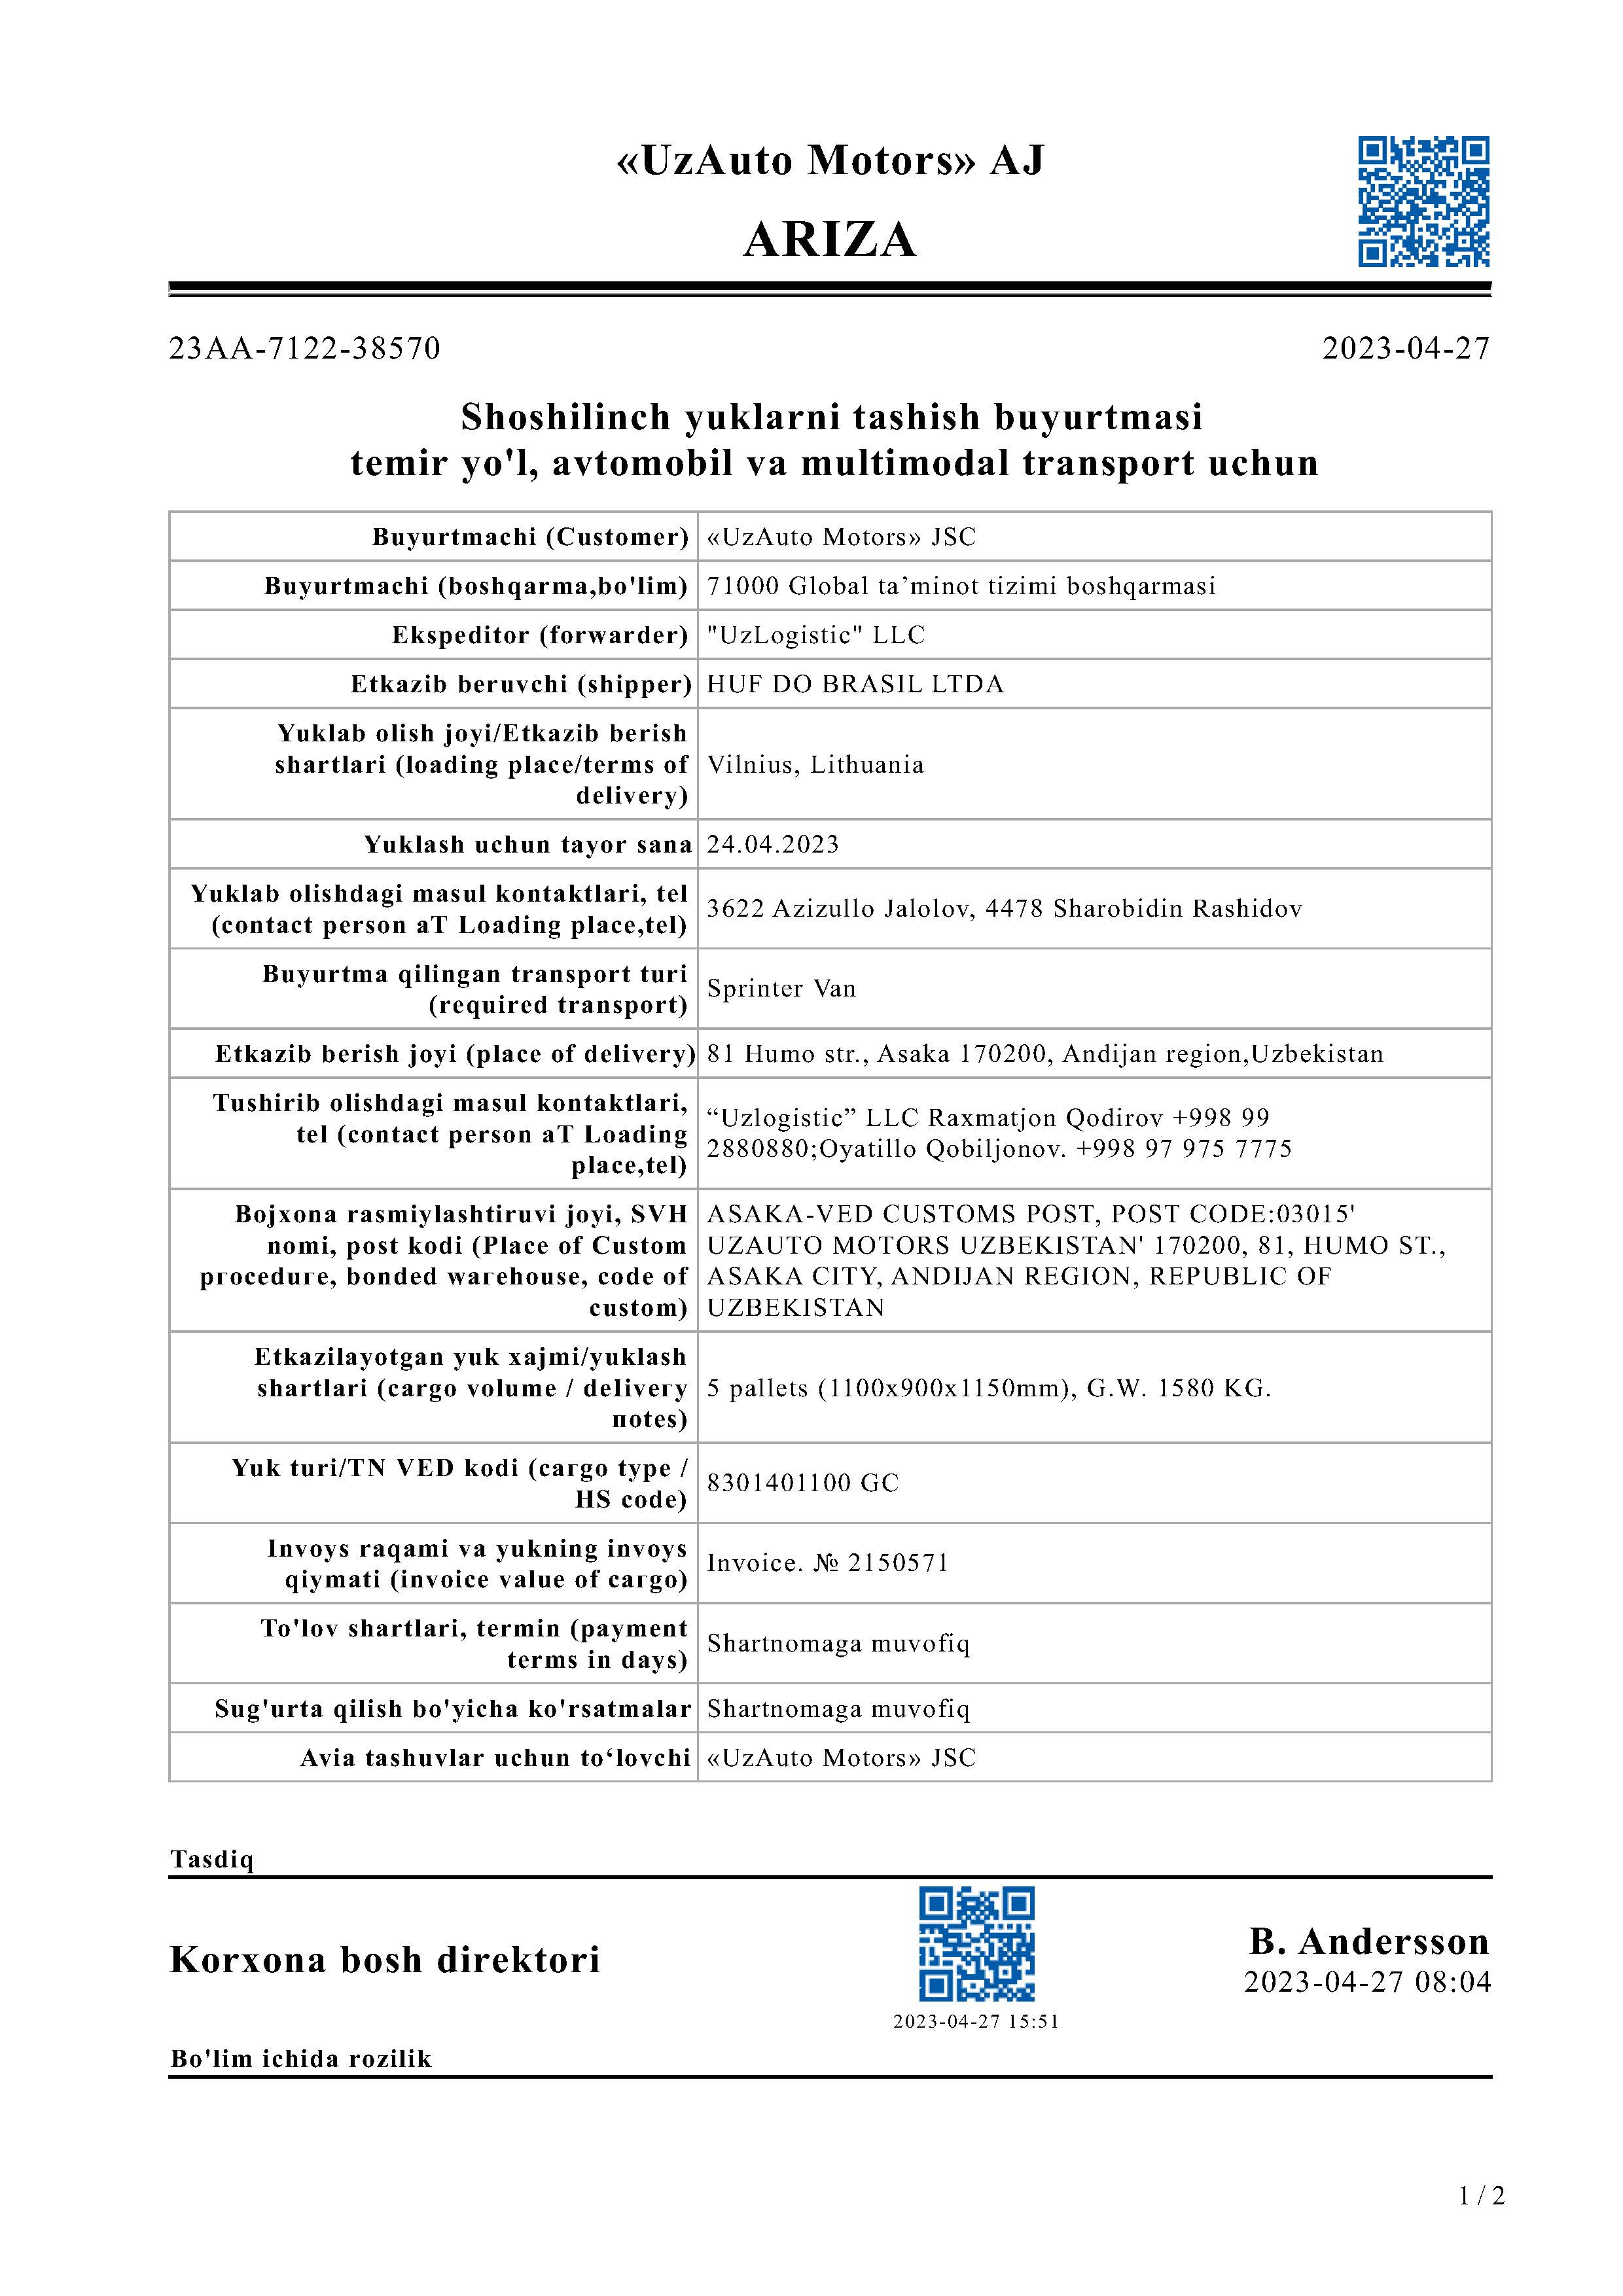 «UzAuto Motors» AJ
ARIZA
23AA-7122-38570 2023-04-27
Shoshilinch yuklarni tashish buyurtmasi
temir yo'l, avtomobil va multimodal transport uchun
Buyurtmachi (Customer) «UzAuto Motors» JSC
Buyurtmachi (boshqarma,bo'lim) 71000 Global ta’minot tizimi boshqarmasi
Ekspeditor (forwarder) "UzLogistic" LLC
Etkazib beruvchi (shipper) HUF DO BRASIL LTDA
Yuklab olish joyi/Etkazib berish
shartlari (loading place/terms of
delivery)
Vilnius, Lithuania
Yuklash uchun tayor sana 24.04.2023
Yuklab olishdagi masul kontaktlari, tel
(contact person aT Loading place,tel)
3622 Azizullo Jalolov, 4478 Sharobidin Rashidov
Buyurtma qilingan transport turi
(required transport)
Sprinter Van
Etkazib berish joyi (place of delivery) 81 Humo str., Asaka 170200, Andijan region,Uzbekistan
Tushirib olishdagi masul kontaktlari,
tel (contact person aT Loading
place,tel)
“Uzlogistic” LLC Raxmatjon Qodirov +998 99
2880880;Oyatillo Qobiljonov. +998 97 975 7775
Bojxona rasmiylashtiruvi joyi, SVH
nomi, post kodi (Place of Custom
procedure, bonded warehouse, code of
custom)
ASAKA-VED CUSTOMS POST, POST CODE:03015'
UZAUTO MOTORS UZBEKISTAN' 170200, 81, HUMO ST.,
ASAKA CITY, ANDIJAN REGION, REPUBLIC OF
UZBEKISTAN
Etkazilayotgan yuk xajmi/yuklash
shartlari (cargo volume / delivery
notes)
5 pallets (1100x900x1150mm), G.W. 1580 KG.
Yuk turi/TN VED kodi (cargo type /
HS code)
8301401100 GC
Invoys raqami va yukning invoys
qiymati (invoice value of cargo)
Invoice. № 2150571
To'lov shartlari, termin (payment
terms in days)
Shartnomaga muvofiq
Sug'urta qilish bo'yicha ko'rsatmalar Shartnomaga muvofiq
Avia tashuvlar uchun to‘lovchi «UzAuto Motors» JSC
Tasdiq
Korxona bosh direktori
2023-04-27 15:51
B. Andersson
2023-04-27 08:04
Bo'lim ichida rozilik
1 / 2